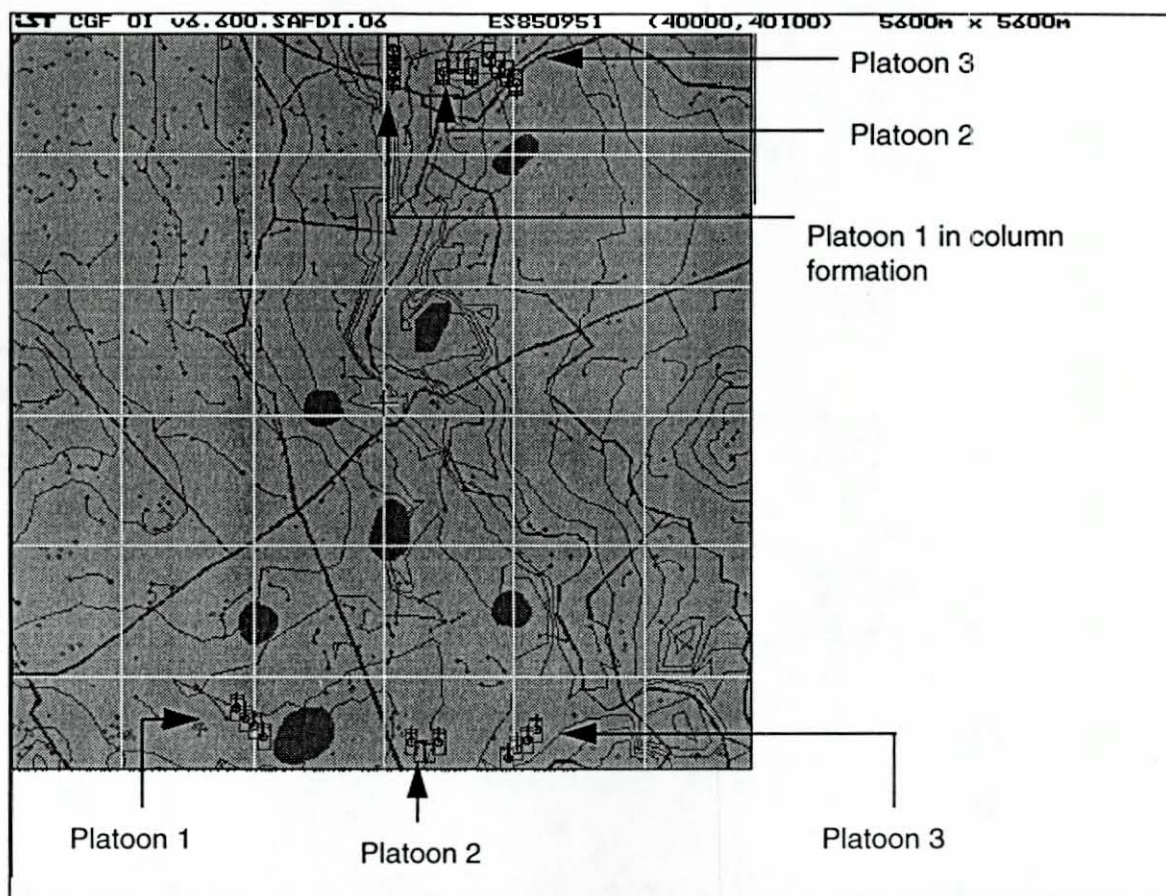 IST CGF OI v6.600.SAFDI.06 ES850951 (40000,40100) 5600m x 5600m
Platoon 3
Platoon 2
Platoon 1 in column
formation
Platoon 1
Platoon 2
Platoon 3